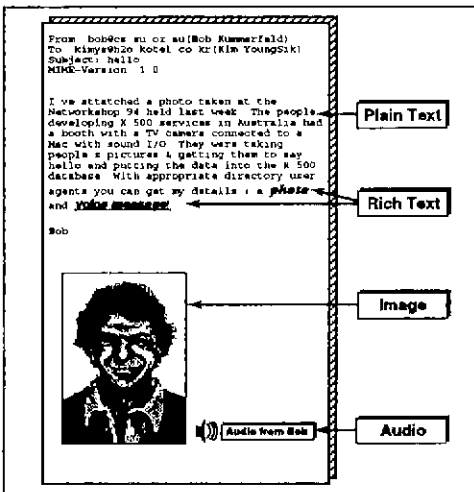 From bob@cs su or au(Bob Kummerfeld)
To kimys@h2o kotel co kr(Kim YoungSik)
Subject: hello
MIME-Version 1 0
I ve attatched a photo taken at the
Networkshop 94 held last week The people
developing X 500 services in Australia had
a booth with a TV camera connected to a
Mac with sound I/O They were taking
people s pictures & getting them to say
hello and putting the data into the X 500
database With appropriate directory user
agents you can get my details : a photo
and voice message!
Bob
Plain Text
Rich Text
Image
Audio from Bob
Audio